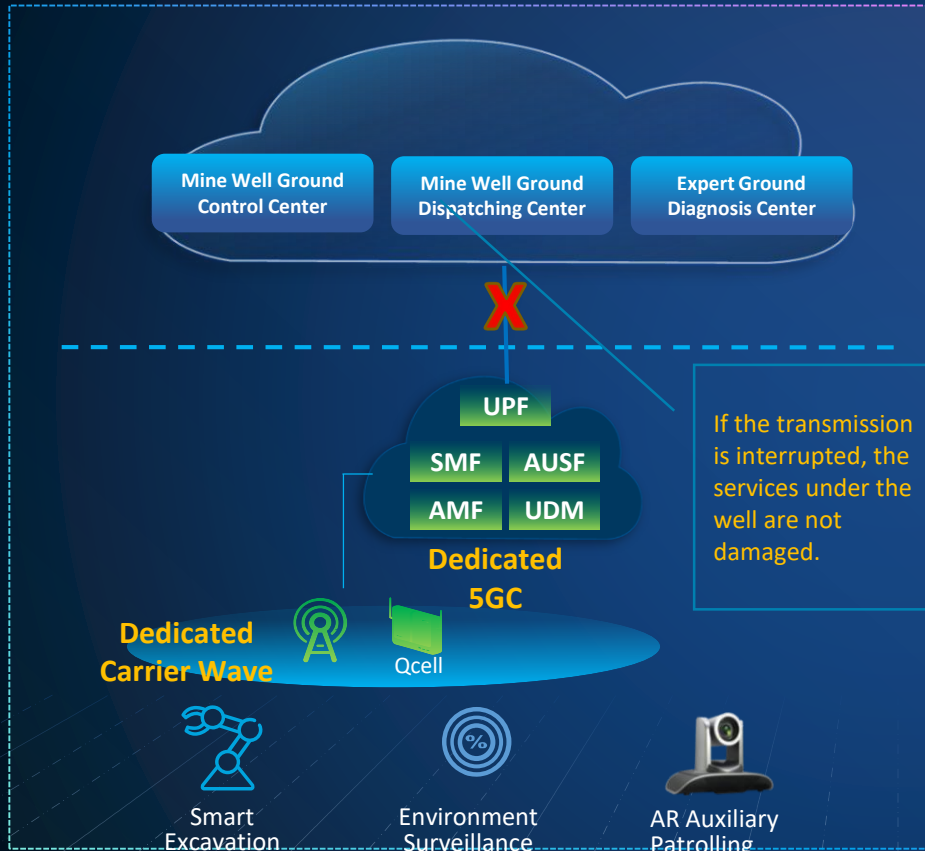 Mine Well Ground
Control Center
Mine Well Ground
Dispatching Center
Expert Ground
Diagnosis Center
X
UPF
SMF
AUSF
AMF
UDM
Dedicated
5GC
If the transmission
is interrupted, the
services under the
well are not
damaged.
Dedicated
Carrier Wave
Qcell
%
Smart
Excavation
Environment
Surveillance
AR Auxiliary
Patrolling